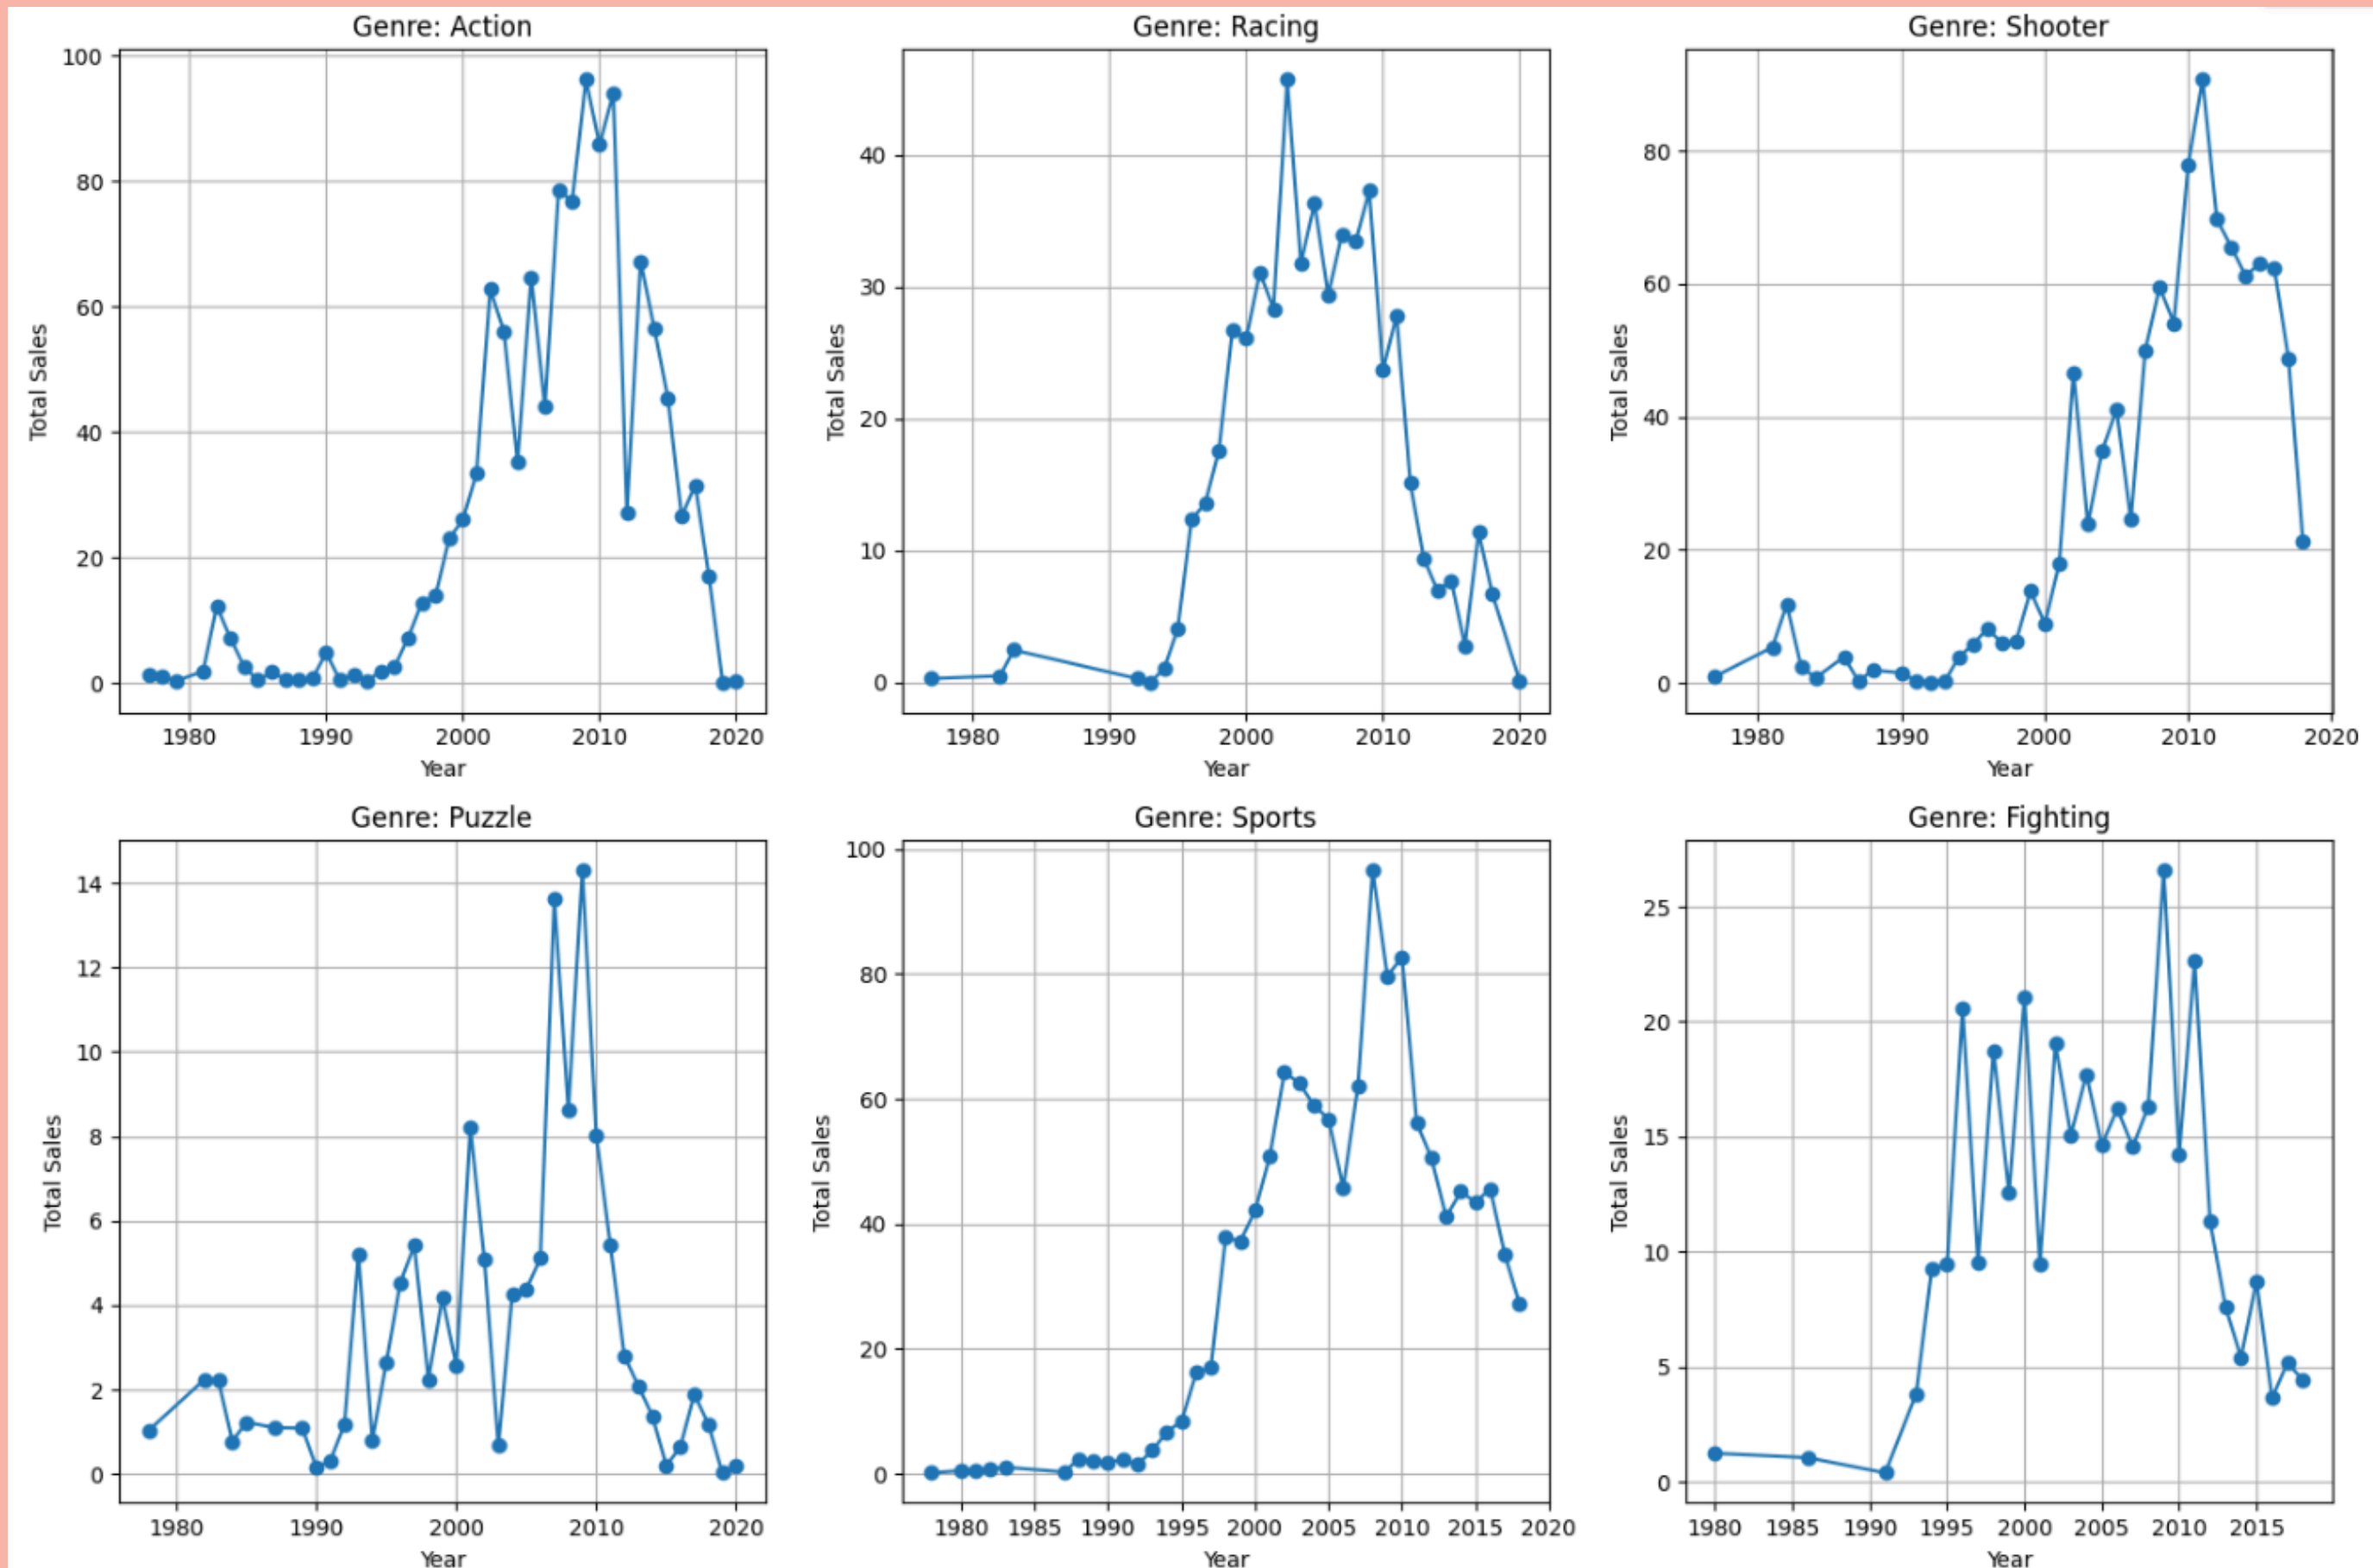 Genre: Action
Genre: Racing
Genre: Shooter
100
80
60
40
20
0
Total Sales
1980 1990 2000 2010 2020
Year
40
30
20
10
0
Total Sales
1980 1990 2000 2010 2020
Year
80
60
40
20
0
Total Sales
1980 1990 2000 2010 2020
Year
Genre: Puzzle
Genre: Sports
Genre: Fighting
14
12
10
8
6
4
2
0
Total Sales
1980 1990 2000 2010 2020
Year
100
80
60
40
20
0
Total Sales
1980 1985 1990 1995 2000 2005 2010 2015 2020
Year
25
20
15
10
5
0
Total Sales
1980 1985 1990 1995 2000 2005 2010 2015
Year